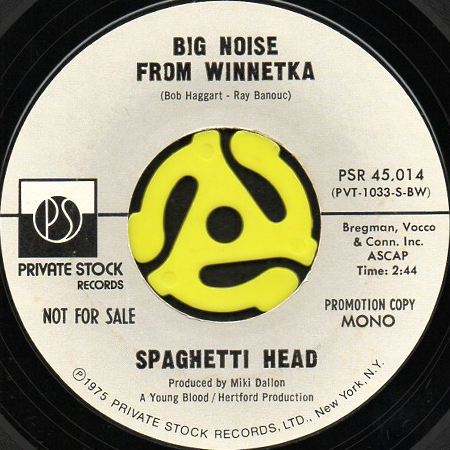 BIG NOISE
FROM WINNETKA
(Bob Haggart - Ray Banouc)
PSR 45,014
(PVT-1033-S-BW)
PS
PRIVATE STOCK
RECORDS
Bregman, Vocco
& Conn. Inc.
ASCAP
Time: 2:44
NOT FOR SALE
PROMOTION COPY
MONO
SPAGHETTI HEAD
Produced by Miki Dallon
A Young Blood / Hertford Production
Ⓟ1975 PRIVATE STOCK RECORDS, LTD., New York, N.Y.